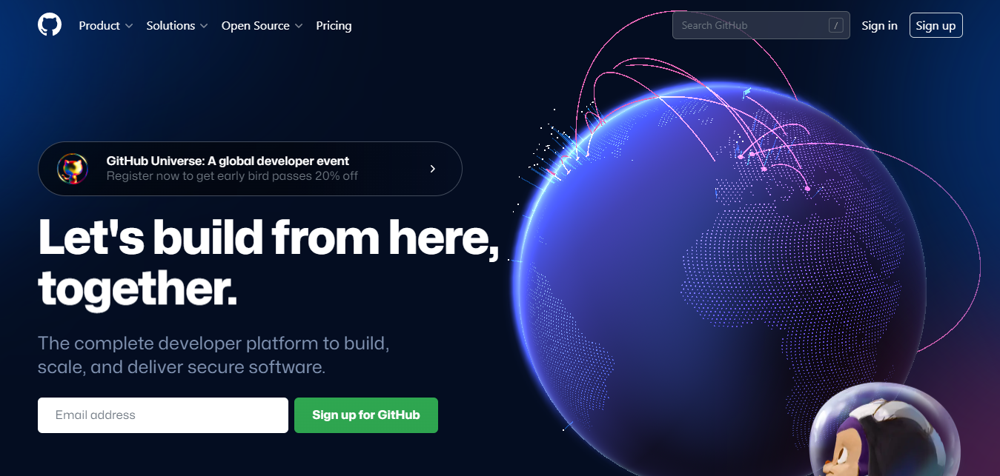 Product
Solutions
Open Source
Pricing
Search GitHub
/
Sign in
Sign up
GitHub Universe: A global developer event
Register now to get early bird passes 20% off
Let's build from here,
together.
The complete developer platform to build,
scale, and deliver secure software.
Email address
Sign up for GitHub